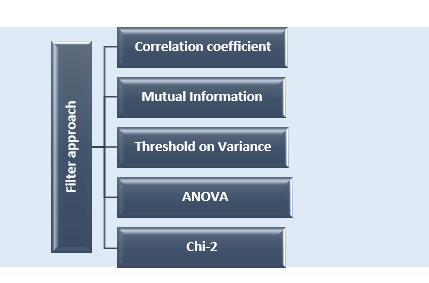 Filter approach
Correlation coefficient
Mutual Information
Threshold on Variance
ANOVA
Chi-2